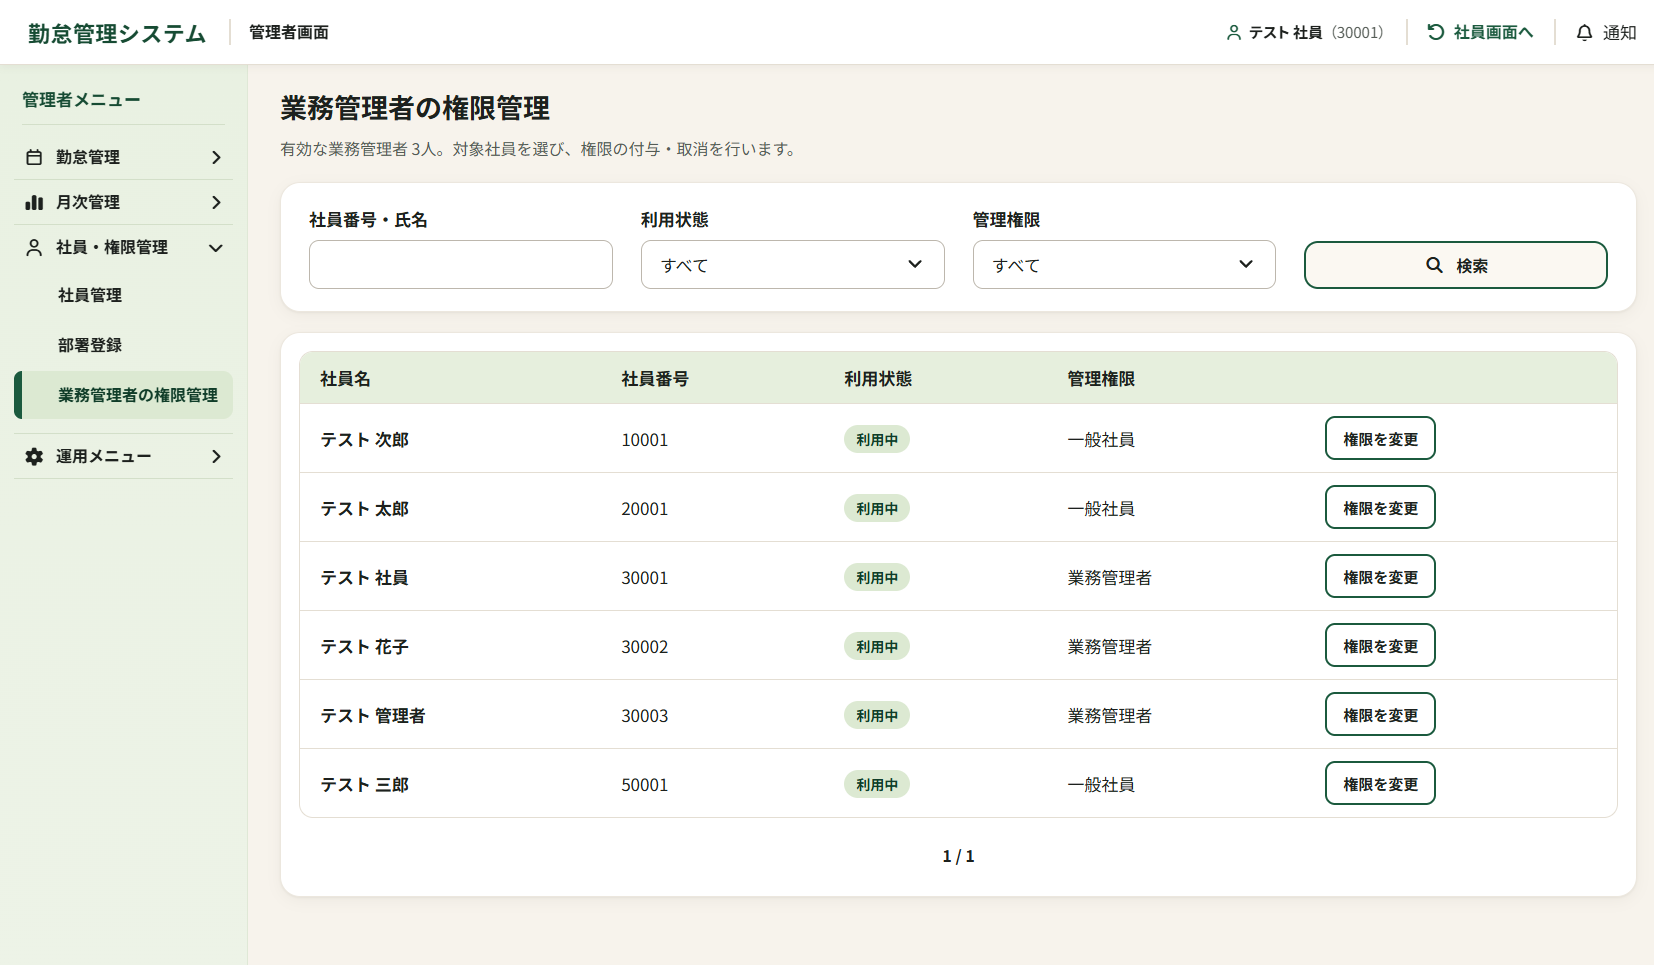 勤怠管理システム 管理者画面 テスト 社員 (30001) 社員画面へ 通知
管理者メニュー
勤怠管理
月次管理
社員・権限管理
社員管理
部署登録
業務管理者の権限管理
運用メニュー
業務管理者の権限管理
有効な業務管理者 3人。対象社員を選び、権限の付与・取消を行います。
社員番号・氏名 利用状態 管理権限
すべて すべて 検索
社員名 社員番号 利用状態 管理権限
テスト 次郎 10001 利用中 一般社員 権限を変更
テスト 太郎 20001 利用中 一般社員 権限を変更
テスト 社員 30001 利用中 業務管理者 権限を変更
テスト 花子 30002 利用中 業務管理者 権限を変更
テスト 管理者 30003 利用中 業務管理者 権限を変更
テスト 三郎 50001 利用中 一般社員 権限を変更
1 / 1